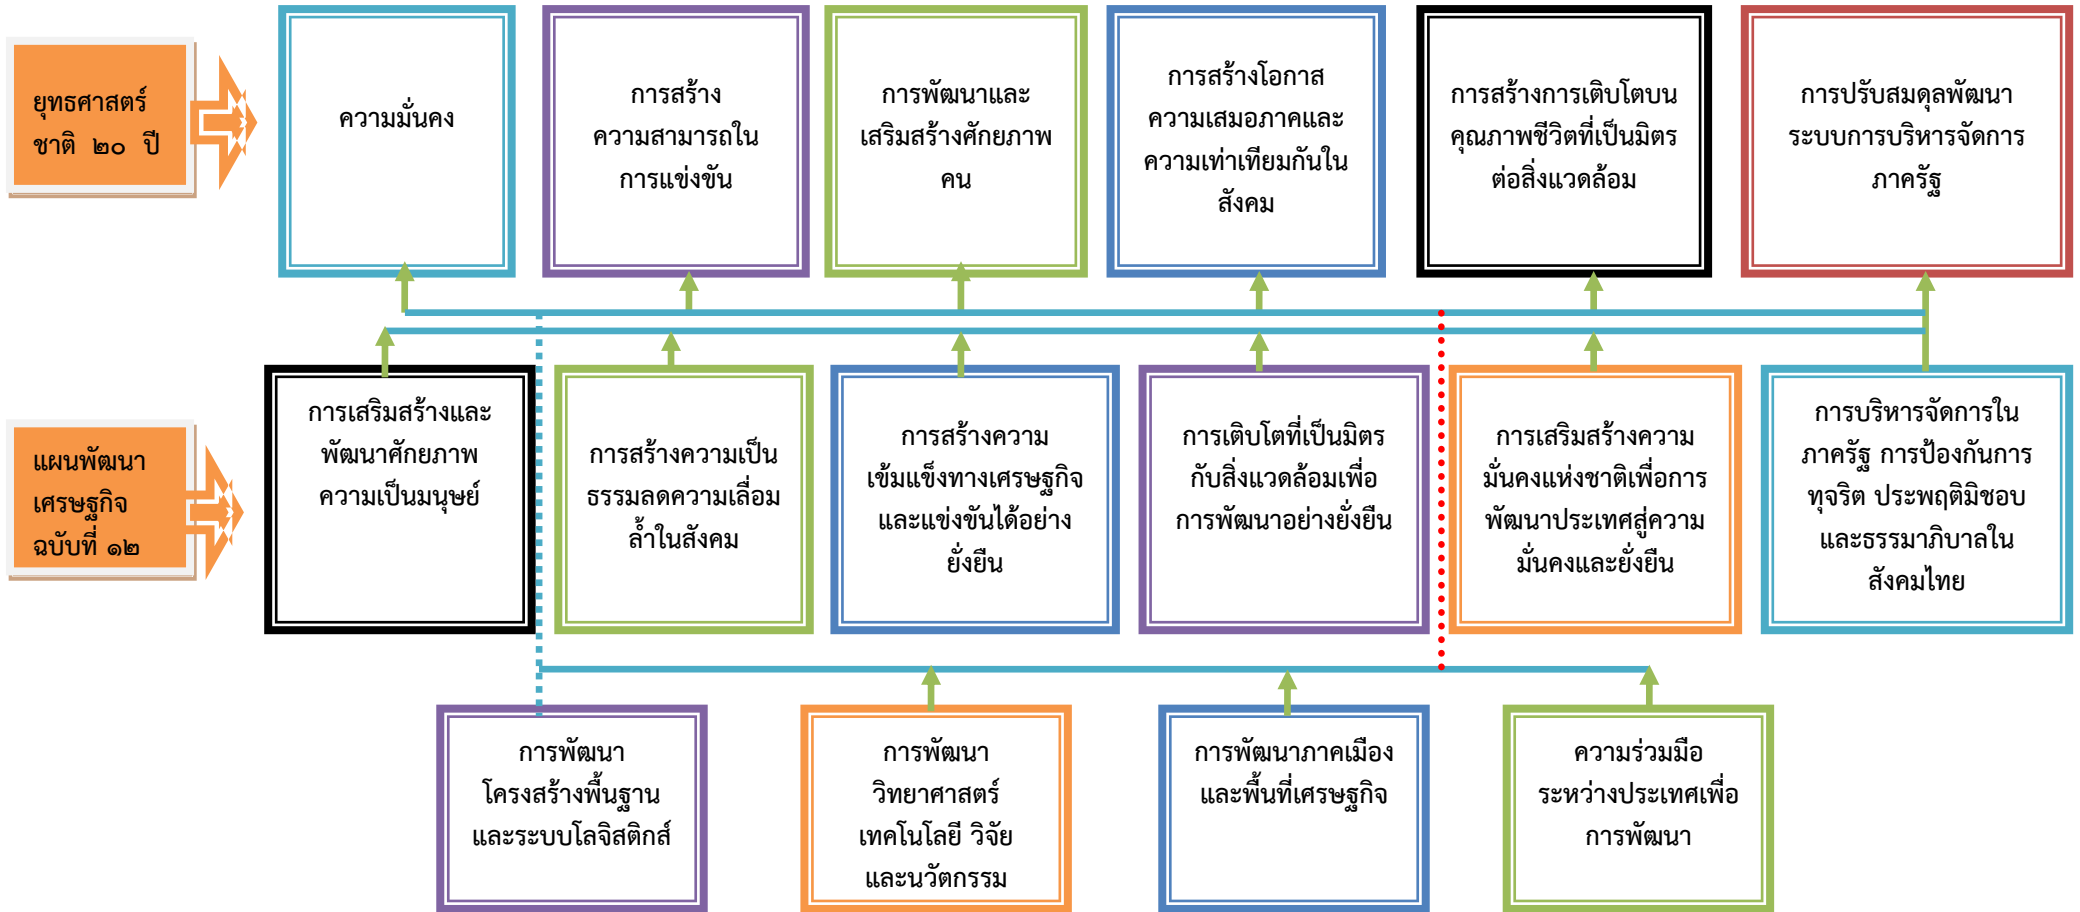 ยุทธศาสตร์
ชาติ ๒๐ ปี
ความมั่นคง
การสร้าง
ความสามารถใน
การแข่งขัน
การพัฒนาและ
เสริมสร้างศักยภาพ
คน
การสร้างโอกาส
ความเสมอภาคและ
ความเท่าเทียมกันใน
สังคม
การสร้างการเติบโตบน
คุณภาพชีวิตที่เป็นมิตร
ต่อสิ่งแวดล้อม
การปรับสมดุลพัฒนา
ระบบการบริหารจัดการ
ภาครัฐ
แผนพัฒนา
เศรษฐกิจ
ฉบับที่ ๑๒
การเสริมสร้างและ
พัฒนาศักยภาพ
ความเป็นมนุษย์
การสร้างความเป็น
ธรรมลดความเลื่อม
ล้ำในสังคม
การสร้างความ
เข้มแข็งทางเศรษฐกิจ
และแข่งขันได้อย่าง
ยั่งยืน
การเติบโตที่เป็นมิตร
กับสิ่งแวดล้อมเพื่อ
การพัฒนาอย่างยั่งยืน
การเสริมสร้างความ
มั่นคงแห่งชาติเพื่อการ
พัฒนาประเทศสู่ความ
มั่นคงและยั่งยืน
การบริหารจัดการใน
ภาครัฐ การป้องกันการ
ทุจริต ประพฤติมิชอบ
และธรรมาภิบาลใน
สังคมไทย
การพัฒนา
โครงสร้างพื้นฐาน
และระบบโลจิสติกส์
การพัฒนา
วิทยาศาสตร์
เทคโนโลยี วิจัย
และนวัตกรรม
การพัฒนาภาคเมือง
และพื้นที่เศรษฐกิจ
ความร่วมมือ
ระหว่างประเทศเพื่อ
การพัฒนา